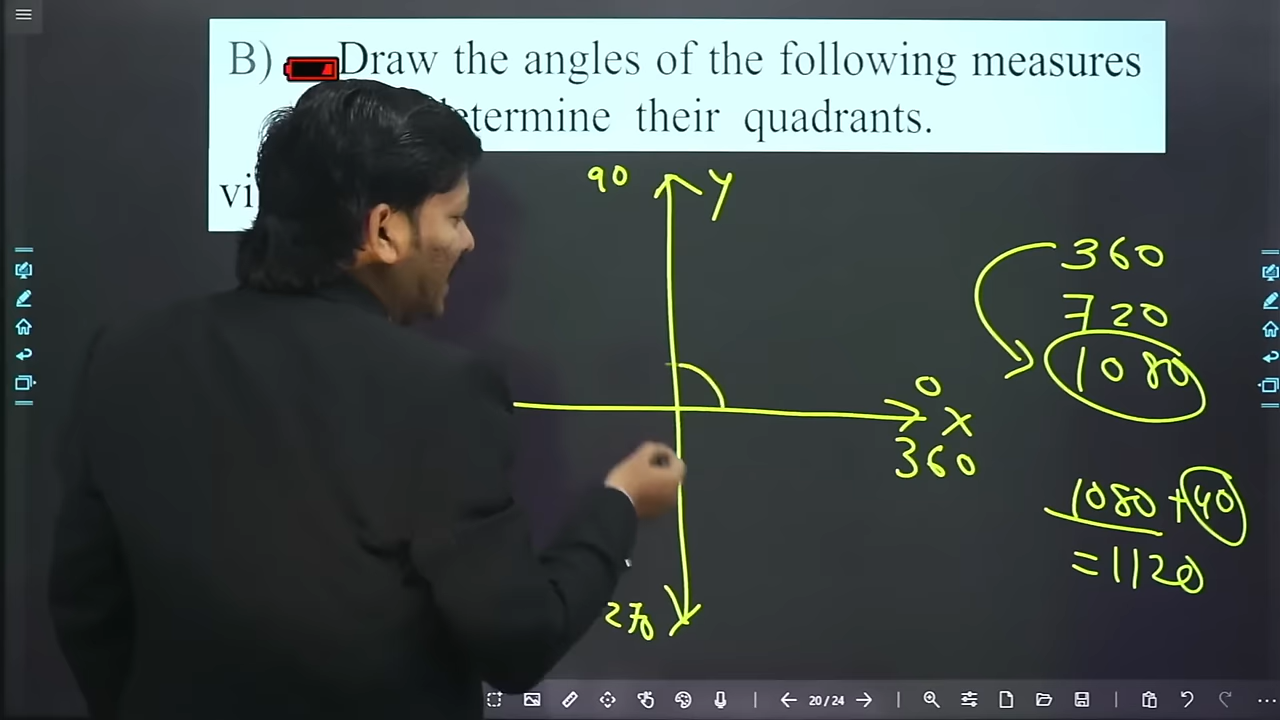 B) Draw the angles of the following measures
determine their quadrants.
vi
90 y
0
x
360
270
360
720
1080
1080 + 40
= 1120
20/24